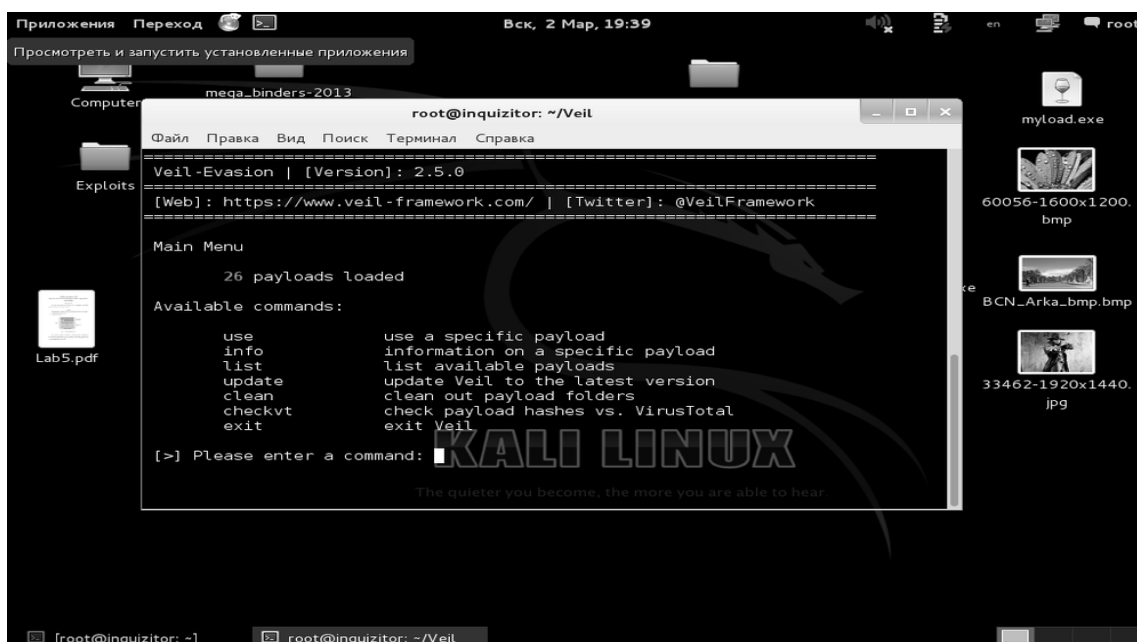 Приложения Переход
Вск, 2 Мар, 19:39
en
root
Просмотреть и запустить установленные приложения
Computer
mega_binders-2013
myload.exe
Exploits
60056-1600x1200.
bmp
BCN_Arka_bmp.bmp
Lab5.pdf
33462-1920x1440.
jpg
root@inquizitor: ~/Veil
Файл Правка Вид Поиск Терминал Справка
=========================================================================
Veil-Evasion | [Version]: 2.5.0
=========================================================================
[Web]: https://www.veil-framework.com/ | [Twitter]: @VeilFramework
=========================================================================
Main Menu
26 payloads loaded
Available commands:
use use a specific payload
info information on a specific payload
list list available payloads
update update Veil to the latest version
clean clean out payload folders
checkvt check payload hashes vs. VirusTotal
exit exit Veil
[>] Please enter a command:
KALI LINUX
The quieter you become, the more you are able to hear.
[root@inquizitor: ~]
root@inquizitor: ~/Veil